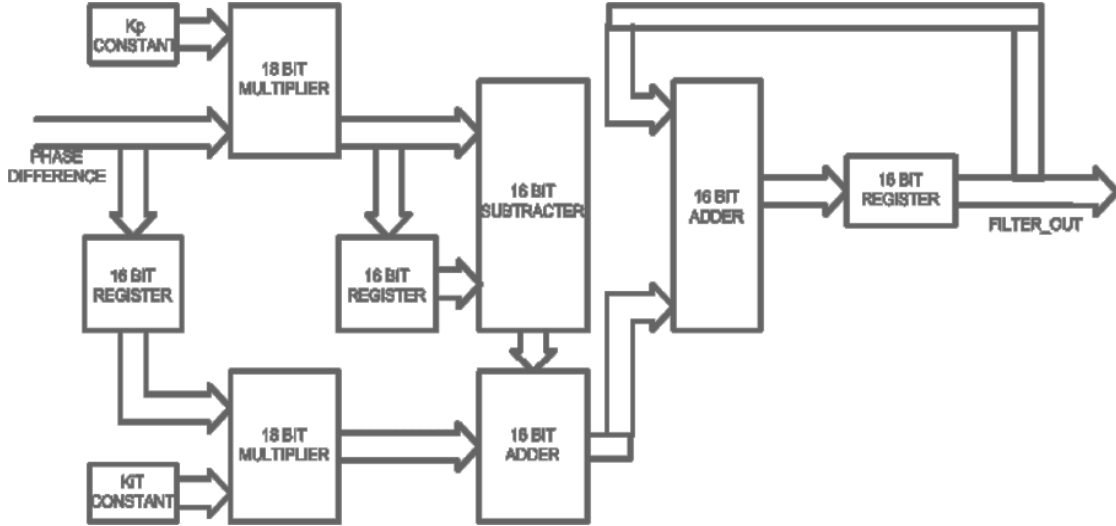 Kp
CONSTANT
18 BIT
MULTIPLIER
PHASE
DIFFERENCE
16 BIT
SUBTRACTER
16 BIT
ADDER
16 BIT
REGISTER
FILTER_OUT
16 BIT
REGISTER
16 BIT
REGISTER
18 BIT
MULTIPLIER
16 BIT
ADDER
KiT
CONSTANT